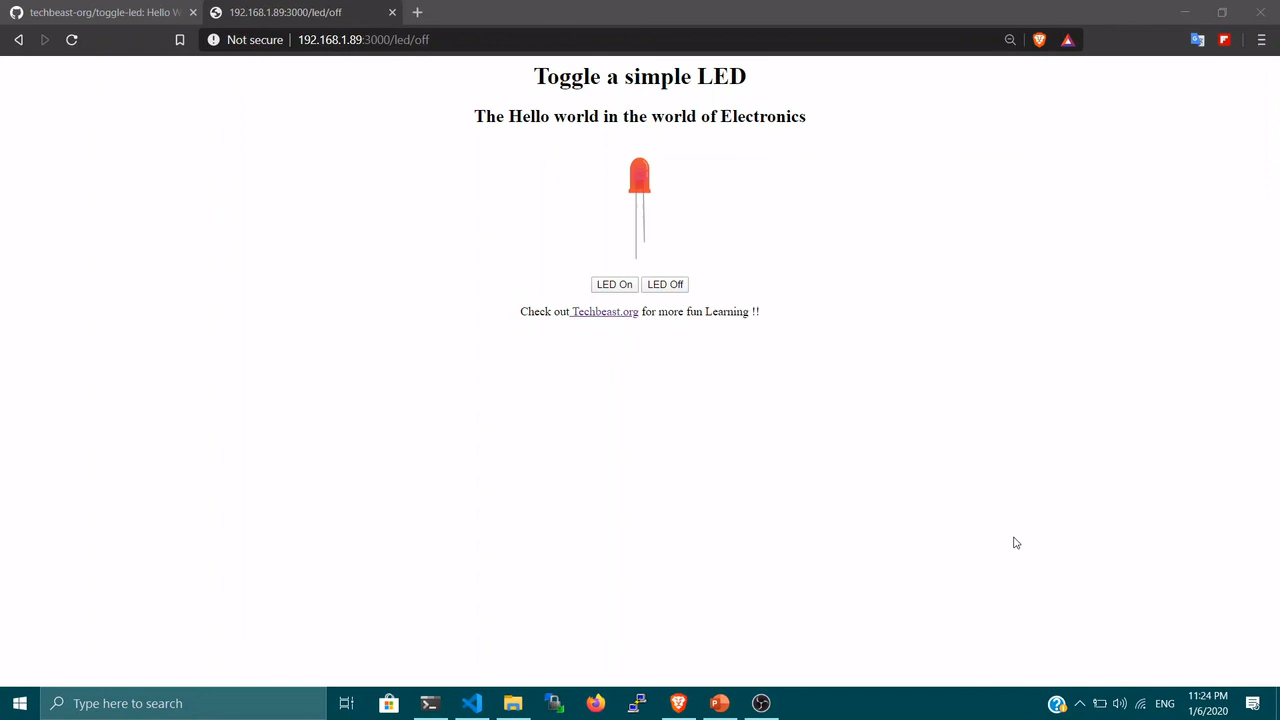 techbeast-org/toggle-led: Hello W
192.168.1.89:3000/led/off
Not secure
192.168.1.89:3000/led/off
Toggle a simple LED
The Hello world in the world of Electronics
LED On
LED Off
Check out Techbeast.org for more fun Learning !!
Type here to search
ENG
11:24 PM
1/6/2020